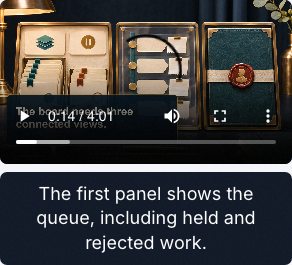 The board needs three
connected views.
0:14 / 4:01
The first panel shows the
queue, including held and
rejected work.